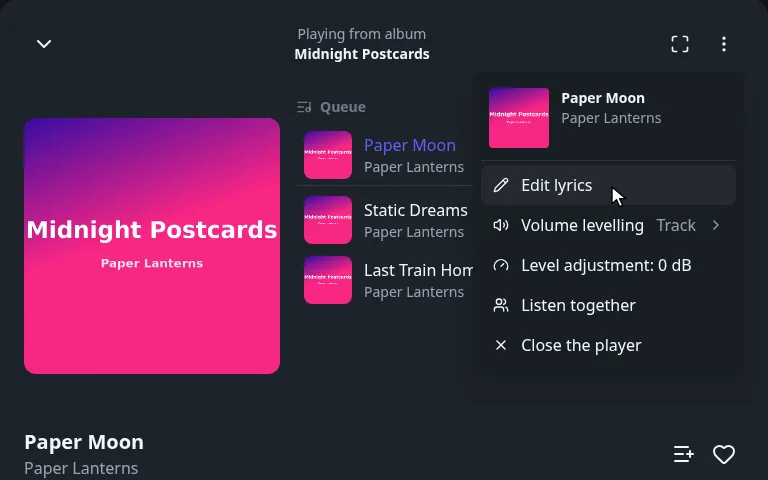 Playing from album
Midnight Postcards
Queue
Midnight Postcards
Paper Lanterns
Paper Moon
Paper Lanterns
Static Dreams
Paper Lanterns
Last Train Hom
Paper Lanterns
Midnight Postcards
Paper Moon
Paper Lanterns
Edit lyrics
Volume levelling Track
Level adjustment: 0 dB
Listen together
Close the player
Paper Moon
Paper Lanterns